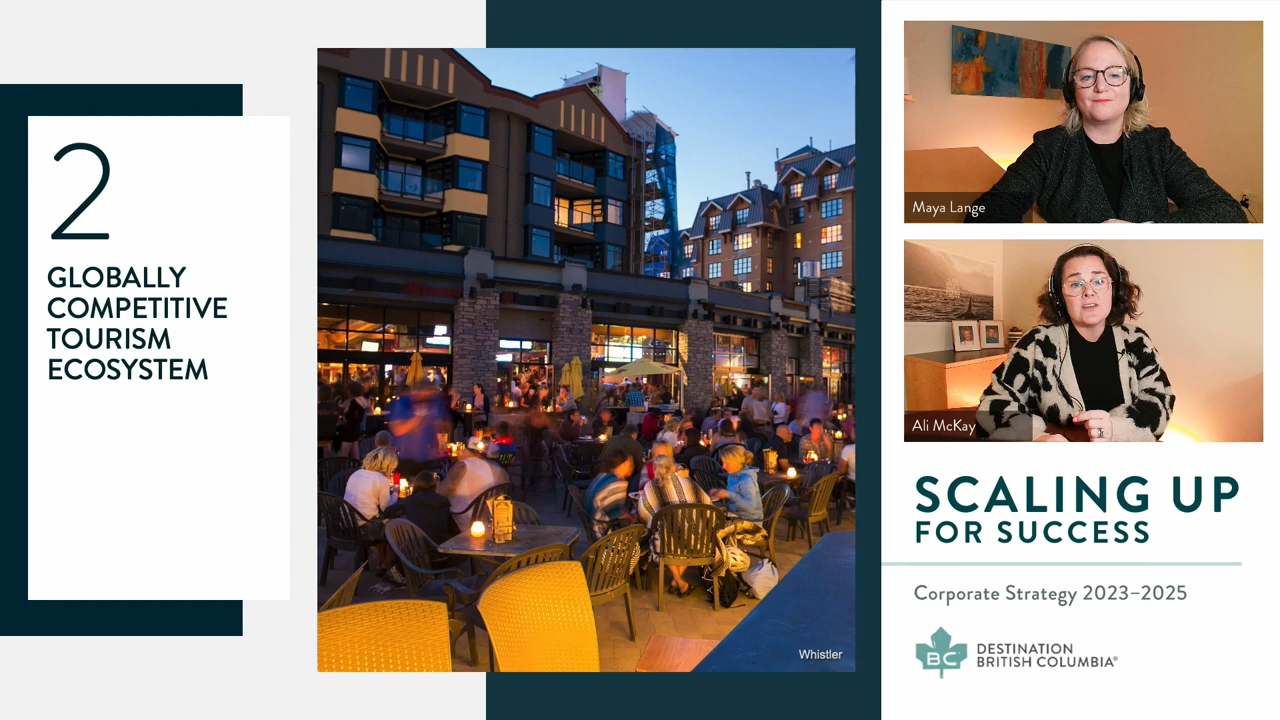 2
GLOBALLY
COMPETITIVE
TOURISM
ECOSYSTEM
Whistler
Maya Lange
Ali McKay
SCALING UP
FOR SUCCESS
Corporate Strategy 2023–2025
BC
DESTINATION
BRITISH COLUMBIA®